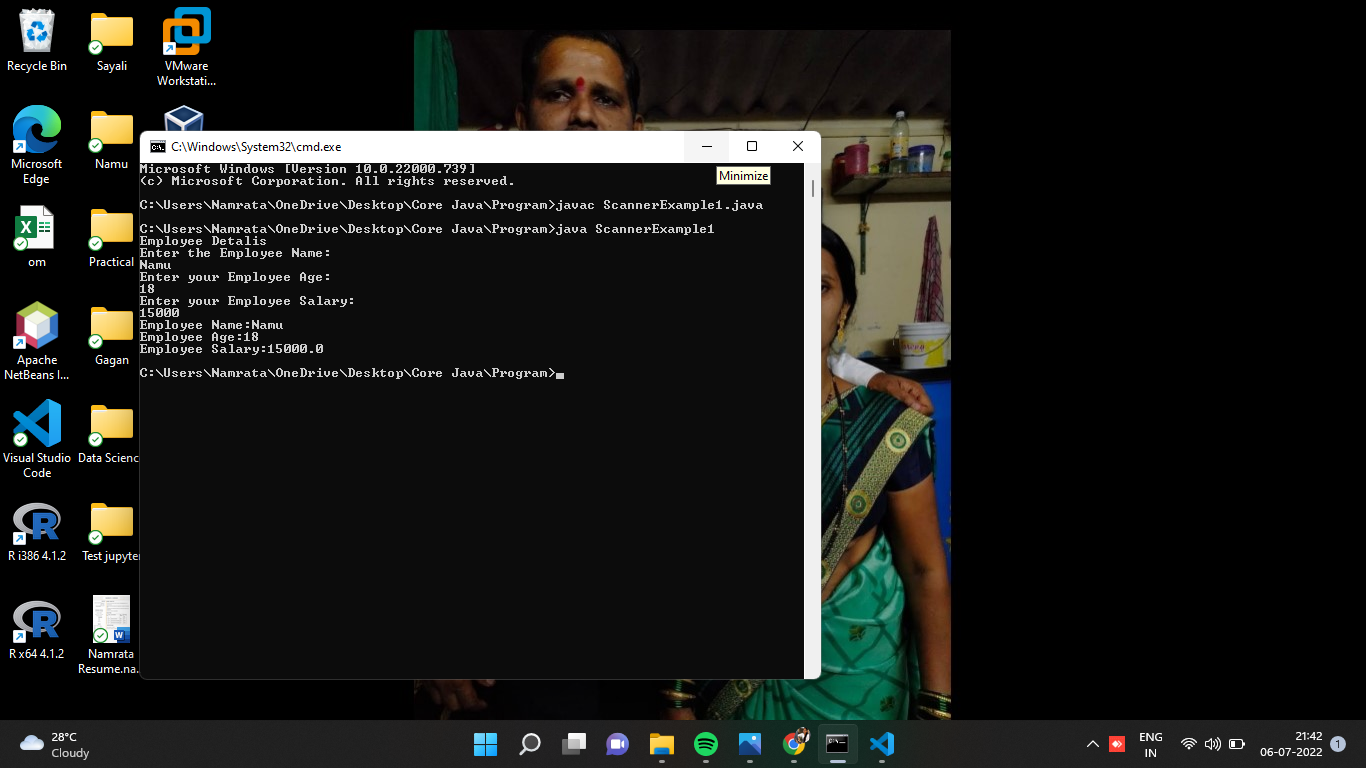 Recycle Bin
Sayali
VMware
Workstati...
Microsoft
Edge
Namu
om
Practical
Apache
NetBeans I...
Gagan
Visual Studio
Code
Data Scienc
R i386 4.1.2
Test jupyter
R x64 4.1.2
Namrata
Resume.na...
C:\Windows\System32\cmd.exe
Minimize
Microsoft Windows [Version 10.0.22000.739]
(c) Microsoft Corporation. All rights reserved.
C:\Users\Namrata\OneDrive\Desktop\Core Java\Program>javac ScannerExample1.java
C:\Users\Namrata\OneDrive\Desktop\Core Java\Program>java ScannerExample1
Employee Detalis
Enter the Employee Name:
Namu
Enter your Employee Age:
18
Enter your Employee Salary:
15000
Employee Name:Namu
Employee Age:18
Employee Salary:15000.0
C:\Users\Namrata\OneDrive\Desktop\Core Java\Program>
28°C
Cloudy
ENG
IN
21:42
06-07-2022
1